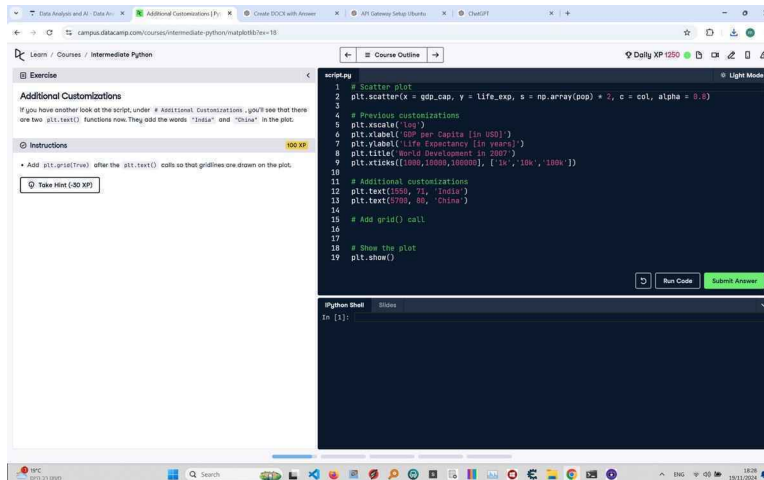 Data Analysis and AI - Data An
Additional Customizations | Py
Create DOCX with Answer
API Gateway Setup Ubuntu
ChatGPT
campus.datacamp.com/courses/intermediate-python/matplotlib?ex=16
Learn / Courses / Intermediate Python
Course Outline
Daily XP 1250
Exercise
Additional Customizations
If you have another look at the script, under # Additional Customizations , you'll see that there
are two plt.text() functions now. They add the words "India" and "China" in the plot.
Instructions
100 XP
• Add plt.grid(True) after the plt.text() calls so that gridlines are drawn on the plot.
Take Hint (-30 XP)
script.py
Light Mode
1 # Scatter plot
2 plt.scatter(x = gdp_cap, y = life_exp, s = np.array(pop) * 2, c = col, alpha = 0.8)
3
4 # Previous customizations
5 plt.xscale('log')
6 plt.xlabel('GDP per Capita [in USD]')
7 plt.ylabel('Life Expectancy [in years]')
8 plt.title('World Development in 2007')
9 plt.xticks([1000,10000,100000], ['1k','10k','100k'])
10
11 # Additional customizations
12 plt.text(1550, 71, 'India')
13 plt.text(5700, 80, 'China')
14
15 # Add grid() call
16
17
18 # Show the plot
19 plt.show()
Run Code
Submit Answer
IPython Shell
Slides
In [1]:
19°C
Search
ENG
18:28
19/11/2024